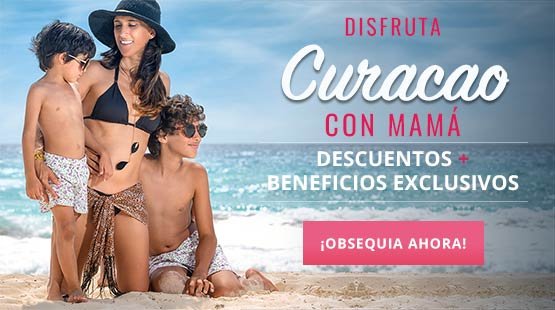 DISFRUTA
Curacao
CON MAMÁ
DESCUENTOS +
BENEFICIOS EXCLUSIVOS
¡OBSEQUIA AHORA!